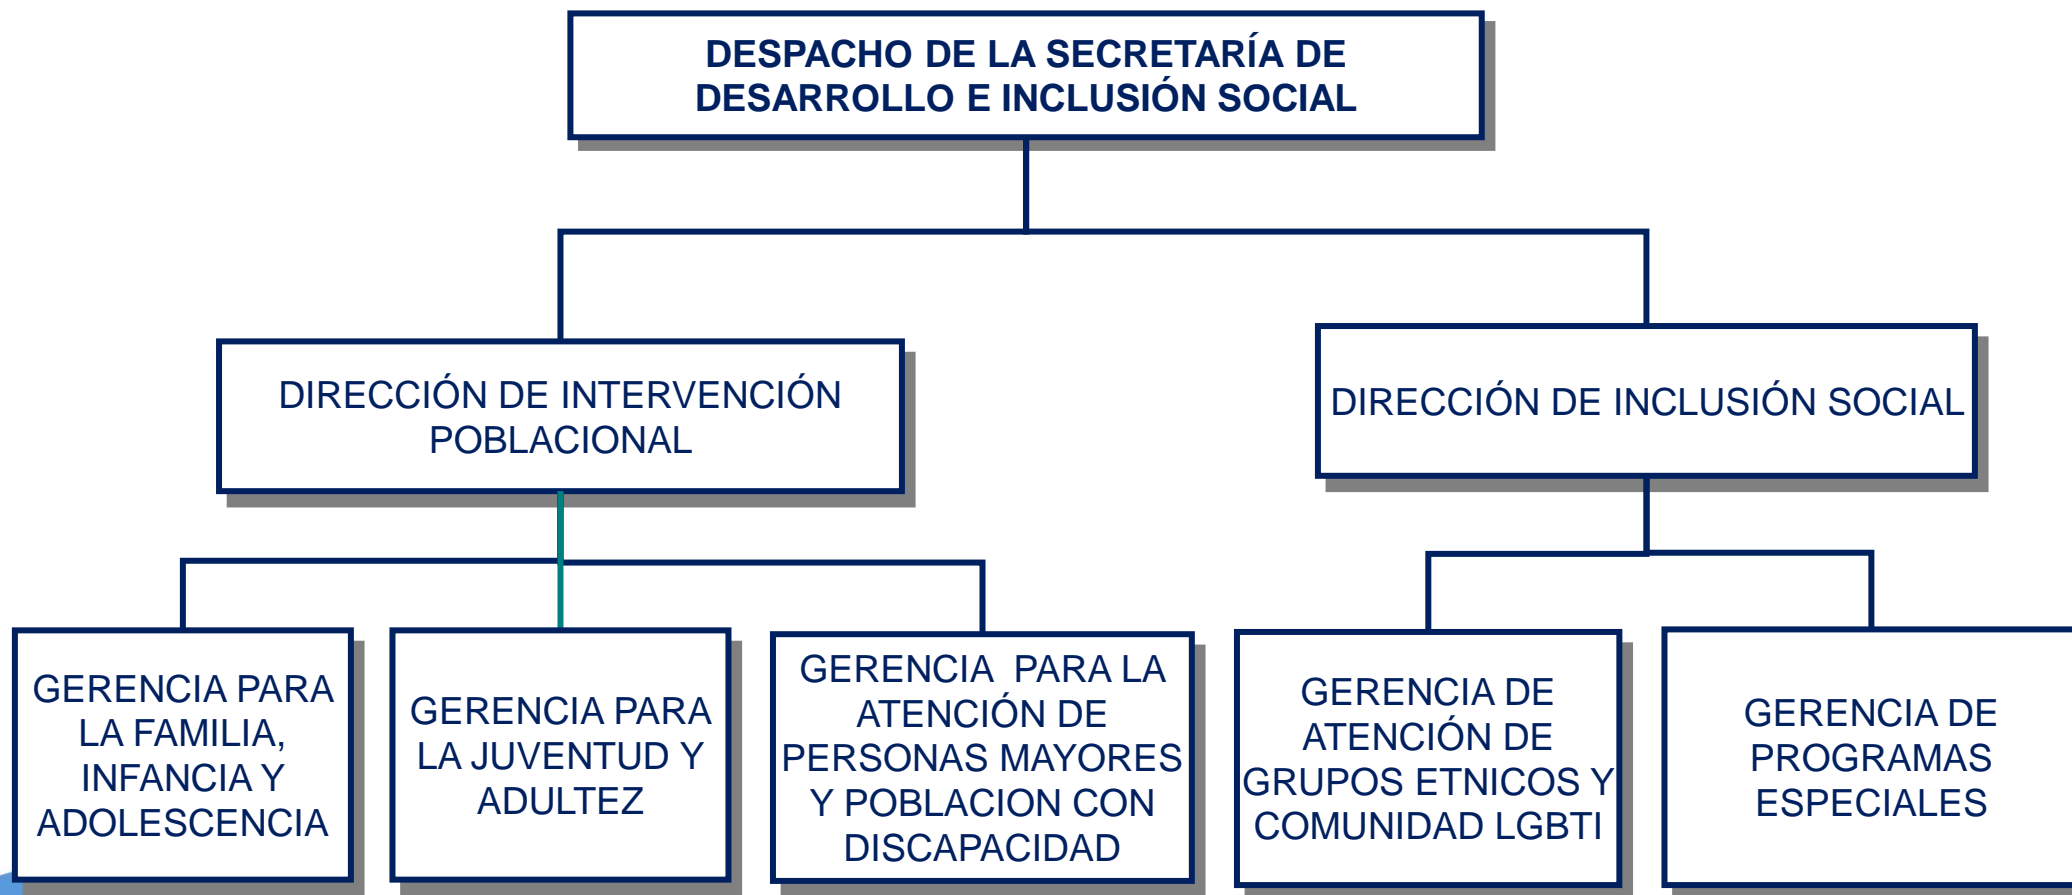 DESPACHO DE LA SECRETARÍA DE
DESARROLLO E INCLUSIÓN SOCIAL
DIRECCIÓN DE INTERVENCIÓN
POBLACIONAL
DIRECCIÓN DE INCLUSIÓN SOCIAL
GERENCIA PARA
LA FAMILIA,
INFANCIA Y
ADOLESCENCIA
GERENCIA PARA
LA JUVENTUD Y
ADULTEZ
GERENCIA  PARA LA
ATENCIÓN DE
PERSONAS MAYORES
Y POBLACION CON
DISCAPACIDAD
GERENCIA DE
ATENCIÓN DE
GRUPOS ETNICOS Y
COMUNIDAD LGBTI
GERENCIA DE
PROGRAMAS
ESPECIALES